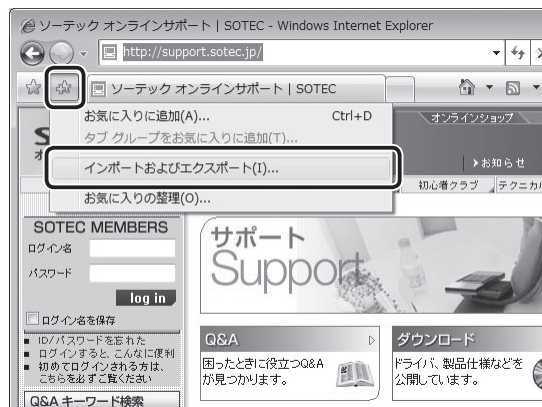 ソーテック オンラインサポート | SOTEC - Windows Internet Explorer
http://support.sotec.jp/
ソーテック オンラインサポート | SOTEC
お気に入りに追加(A)... Ctrl+D
タブ グループをお気に入りに追加(T)...
インポートおよびエクスポート(I)...
お気に入りの整理(O)...
オンラインショップ
お知らせ
初心者クラブ
SOTEC MEMBERS
ログイン名
パスワード
log in
ログイン名を保存
ID/パスワードを忘れた
ログインすると、こんなに便利
初めてログインされる方は、
こちらを必ずご覧ください
Q&A キーワード検索
サポート
Support
Q&A
困ったときに役立つQ&A
が見つかります。
ダウンロード
ドライバ、製品仕様などを
公開しています。